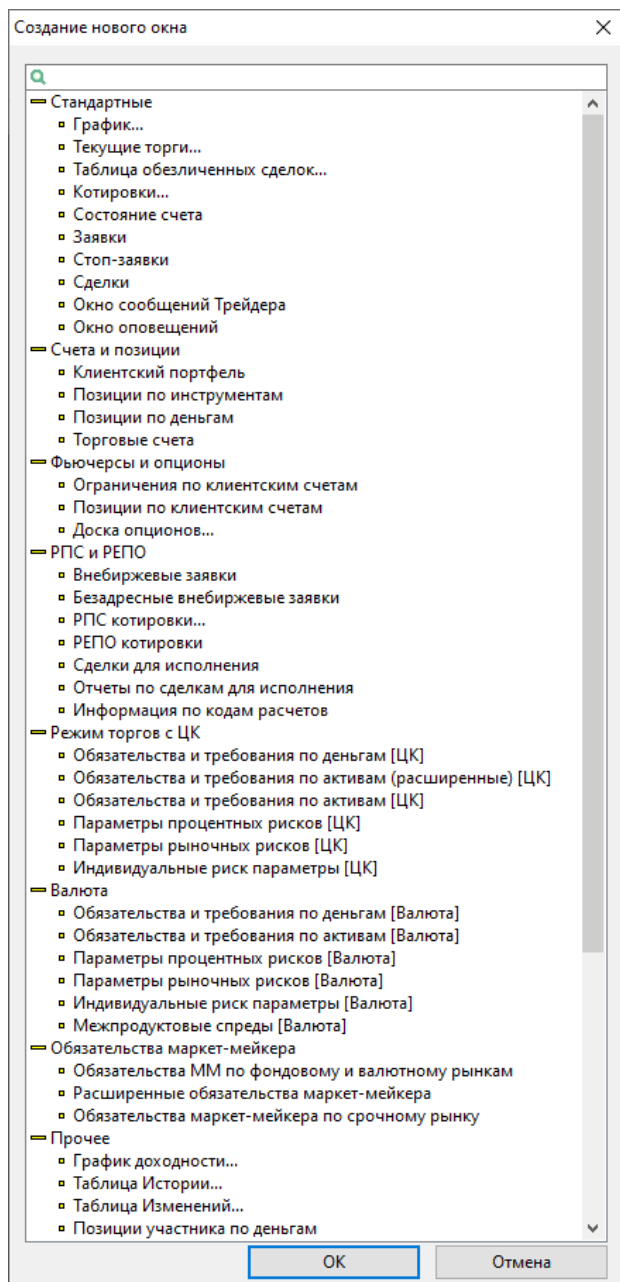 Создание нового окна
Стандартные
График...
Текущие торги...
Таблица обезличенных сделок...
Котировки...
Состояние счета
Заявки
Стоп-заявки
Сделки
Окно сообщений Трейдера
Окно оповещений
Счета и позиции
Клиентский портфель
Позиции по инструментам
Позиции по деньгам
Торговые счета
Фьючерсы и опционы
Ограничения по клиентским счетам
Позиции по клиентским счетам
Доска опционов...
РПС и РЕПО
Внебиржевые заявки
Безадресные внебиржевые заявки
РПС котировки...
РЕПО котировки
Сделки для исполнения
Отчеты по сделкам для исполнения
Информация по кодам расчетов
Режим торгов с ЦК
Обязательства и требования по деньгам [ЦК]
Обязательства и требования по активам (расширенные) [ЦК]
Обязательства и требования по активам [ЦК]
Параметры процентных рисков [ЦК]
Параметры рыночных рисков [ЦК]
Индивидуальные риск параметры [ЦК]
Валюта
Обязательства и требования по деньгам [Валюта]
Обязательства и требования по активам [Валюта]
Параметры процентных рисков [Валюта]
Параметры рыночных рисков [Валюта]
Индивидуальные риск параметры [Валюта]
Межпродуктовые спреды [Валюта]
Обязательства маркет-мейкера
Обязательства ММ по фондовому и валютному рынкам
Расширенные обязательства маркет-мейкера
Обязательства маркет-мейкера по срочному рынку
Прочее
График доходности...
Таблица Истории...
Таблица Изменений...
Позиции участника по деньгам
ОК Отмена